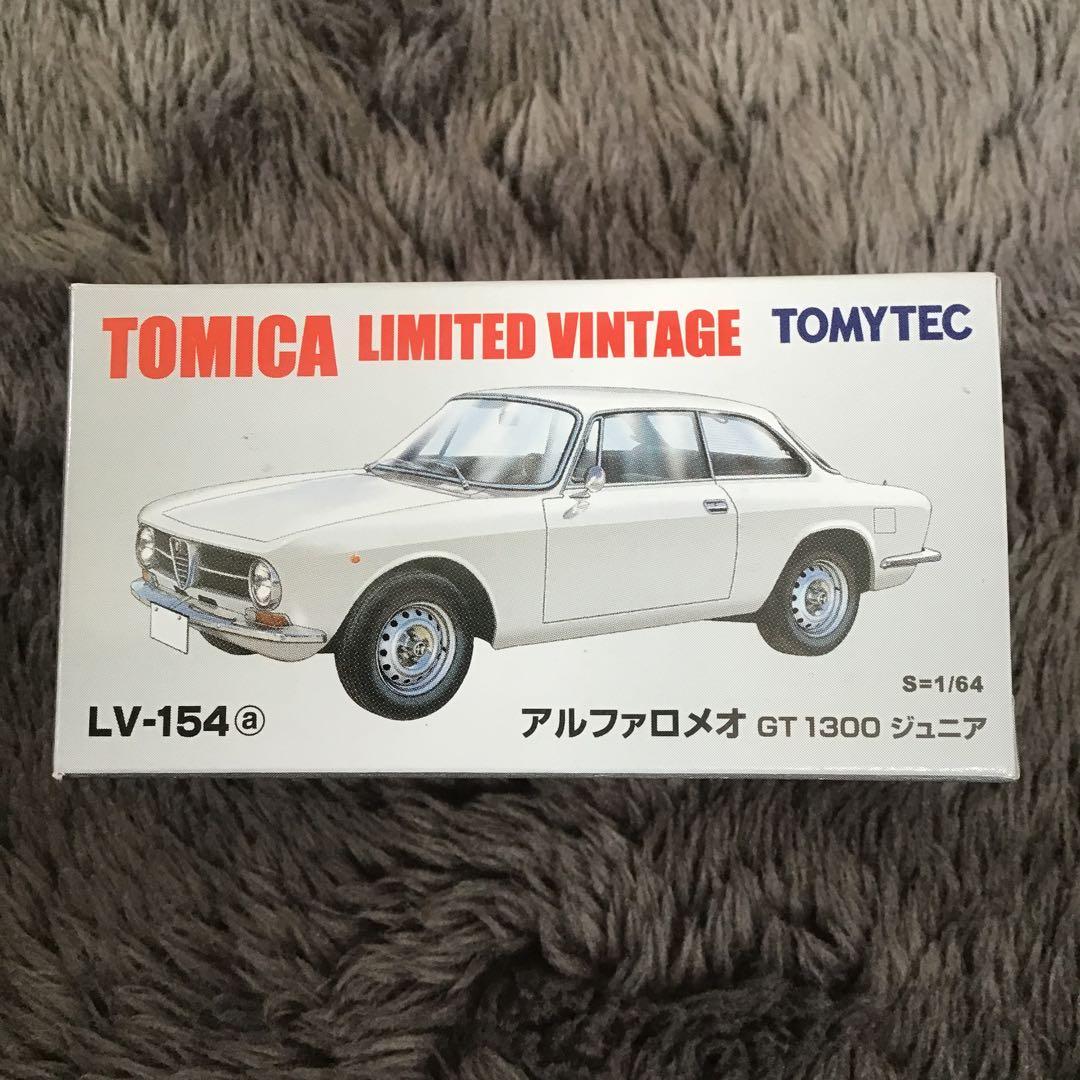 TOMICA LIMITED VINTAGE TOMYTEC
S=1/64
LV-154ⓐ アルファロメオ GT 1300 ジュニア